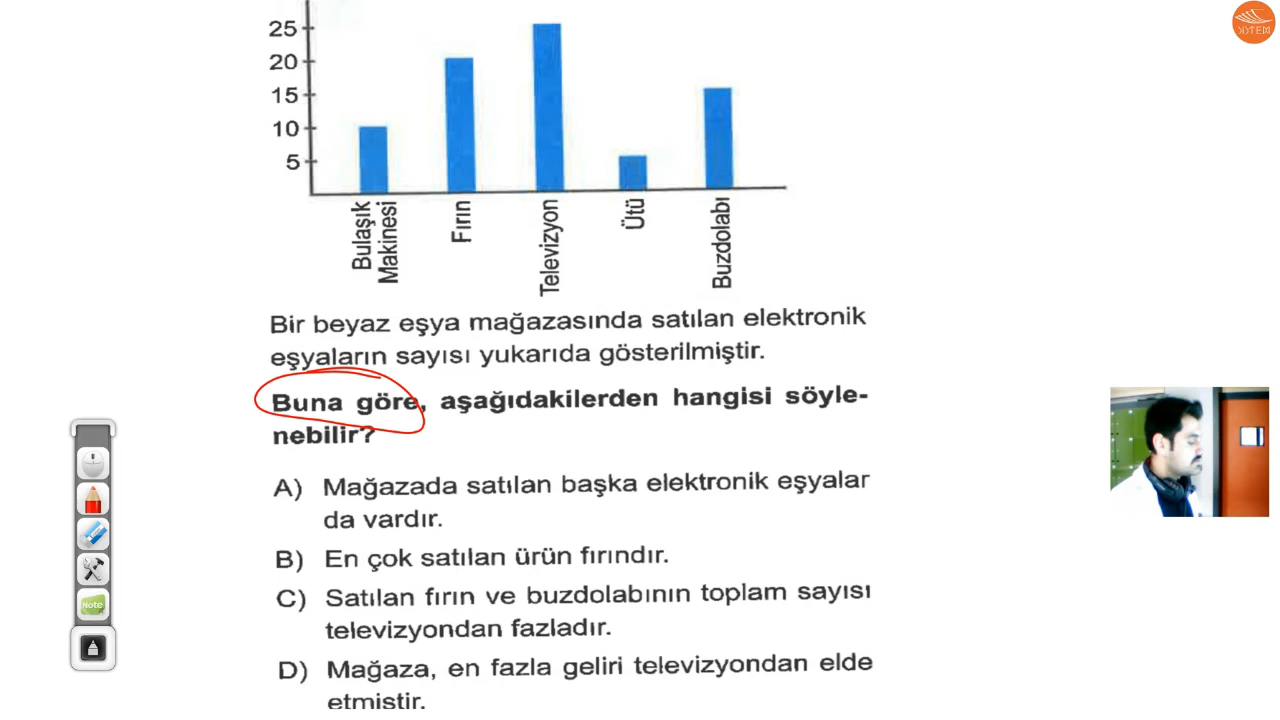 25
20
15
10
5
Bulaşık
Makinesi
Fırın
Televizyon
Ütü
Buzdolabı
Bir beyaz eşya mağazasında satılan elektronik
eşyaların sayısı yukarıda gösterilmiştir.
Buna göre, aşağıdakilerden hangisi söyle-
nebilir?
A) Mağazada satılan başka elektronik eşyalar
da vardır.
B) En çok satılan ürün fırındır.
C) Satılan fırın ve buzdolabının toplam sayısı
televizyondan fazladır.
D) Mağaza, en fazla geliri televizyondan elde
etmiştir.
Note